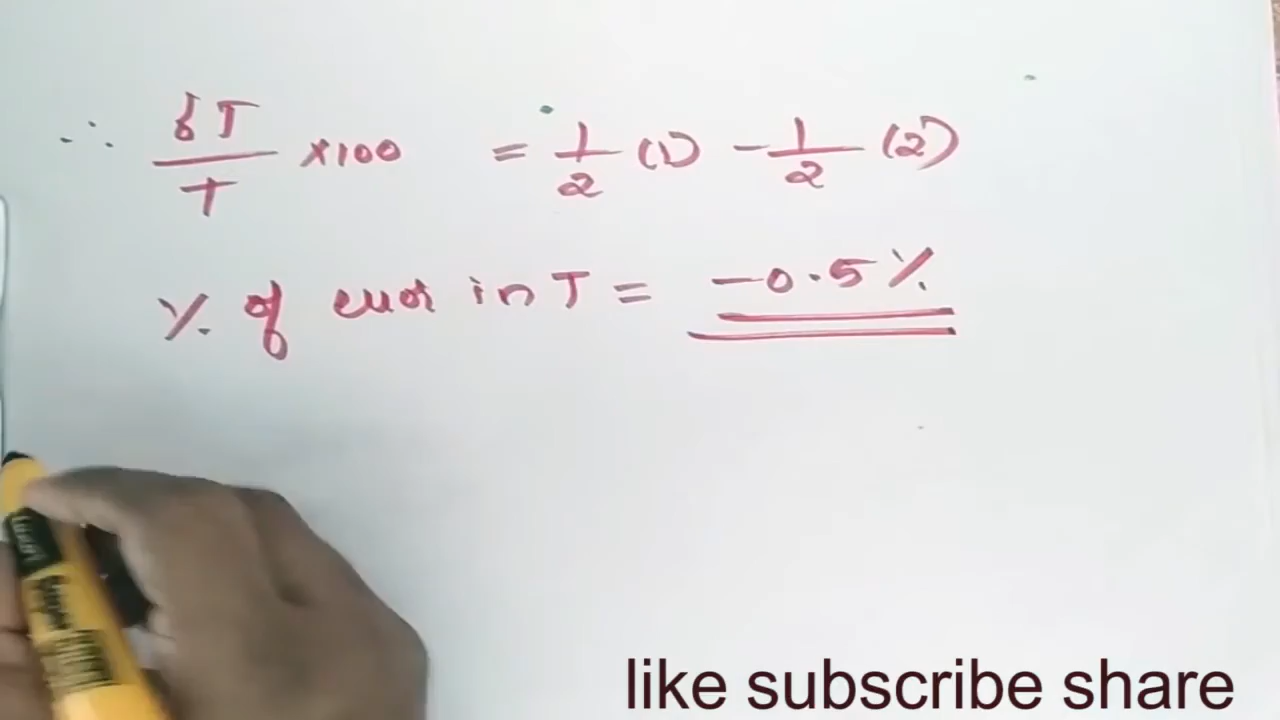 ∴ δT/T ×100 = 1/2 (1) - 1/2 (2)
% of error in T = -0.5%
like subscribe share